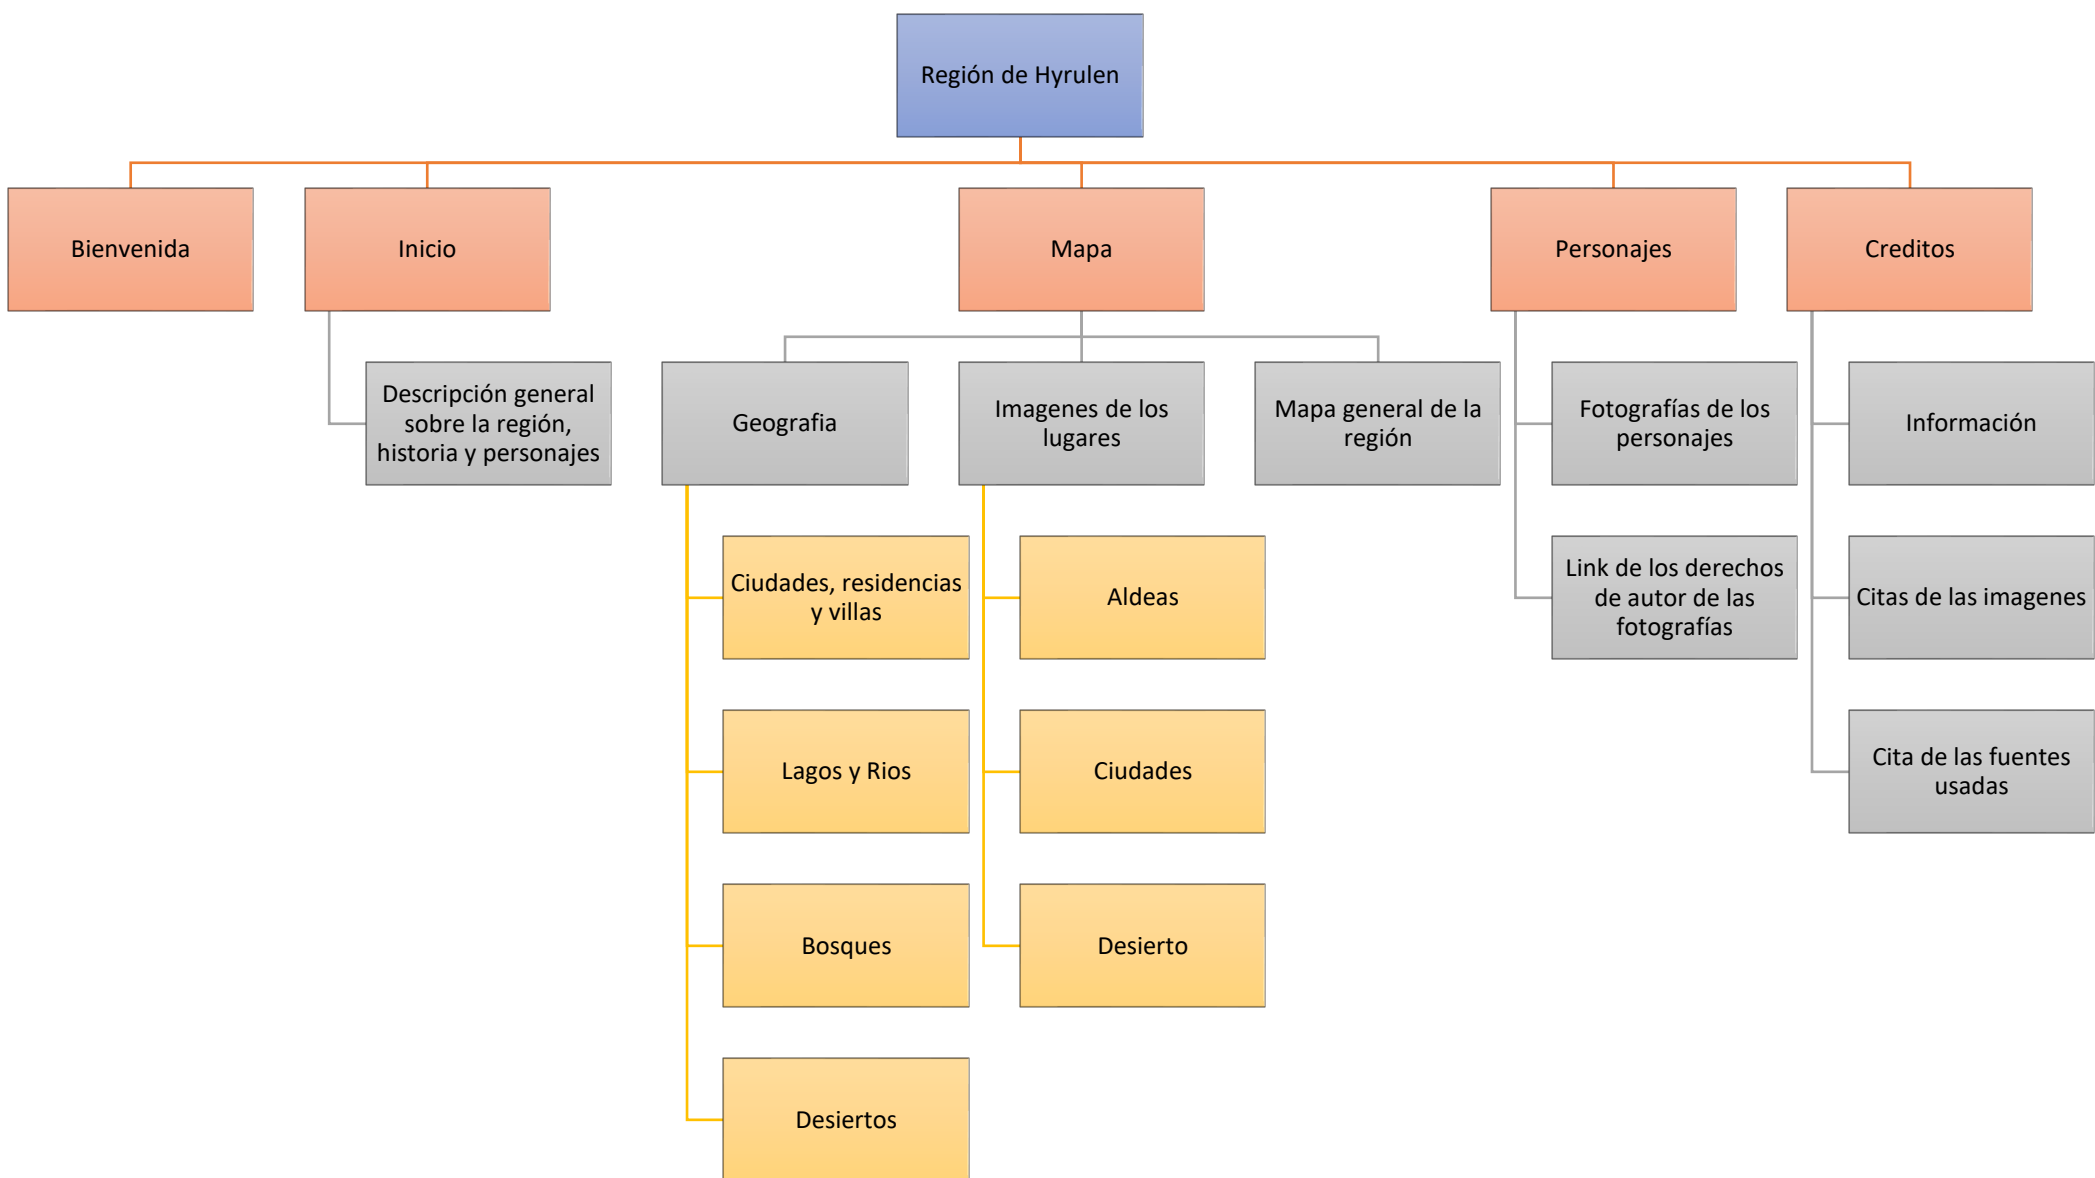 Región de Hyrulen
Bienvenida
Inicio
Mapa
Personajes
Creditos
Descripción general
sobre la región,
historia y personajes
Geografia
Imagenes de los
lugares
Mapa general de la
región
Fotografías de los
personajes
Información
Ciudades, residencias
y villas
Aldeas
Link de los derechos
de autor de las
fotografías
Citas de las imagenes
Lagos y Rios
Ciudades
Cita de las fuentes
usadas
Bosques
Desierto
Desiertos